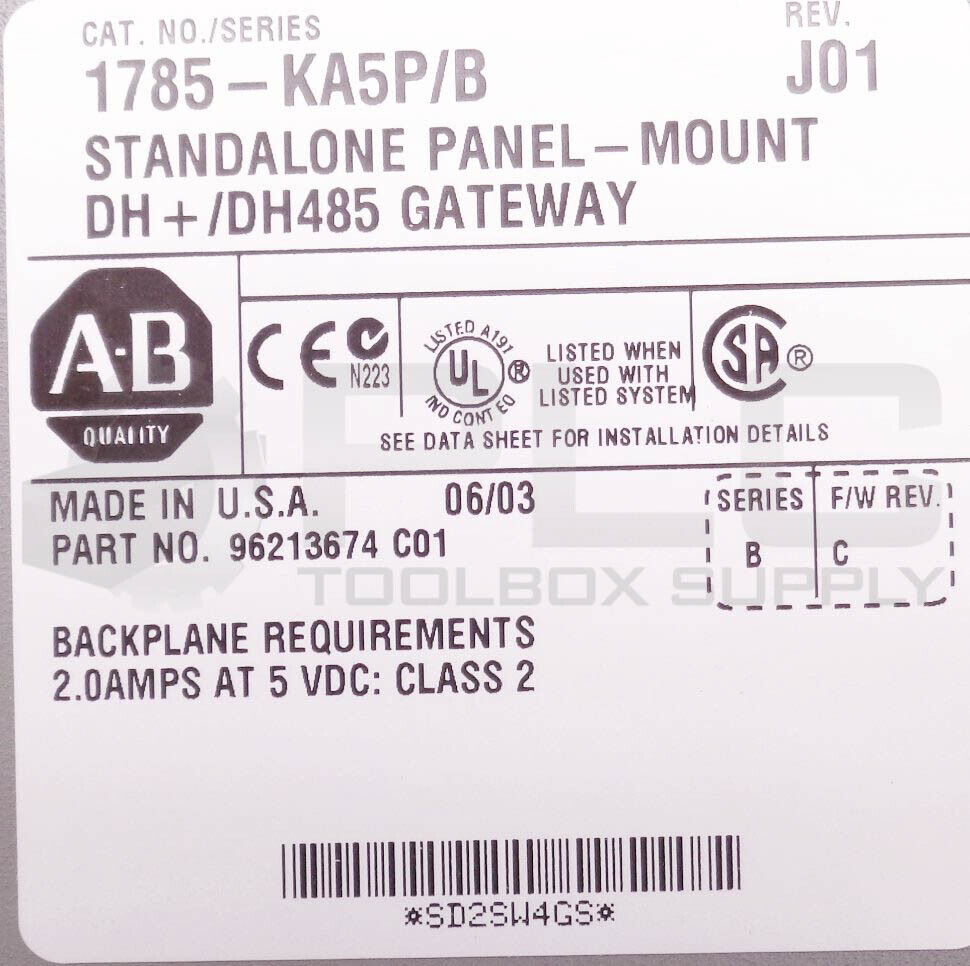 CAT. NO./SERIES
REV.
1785-KA5P/B
J01
STANDALONE PANEL-MOUNT
DH+/DH485 GATEWAY
A-B
QUALITY
CE
N223
LISTED A191
UL
®
IND CONT EQ
LISTED WHEN
USED WITH
LISTED SYSTEM
SA ®
SEE DATA SHEET FOR INSTALLATION DETAILS
MADE IN U.S.A. 06/03
PART NO. 96213674 C01
SERIES F/W REV.
B C
PLC
TOOLBOX SUPPLY
BACKPLANE REQUIREMENTS
2.0AMPS AT 5 VDC: CLASS 2
*SD2SW4GS*